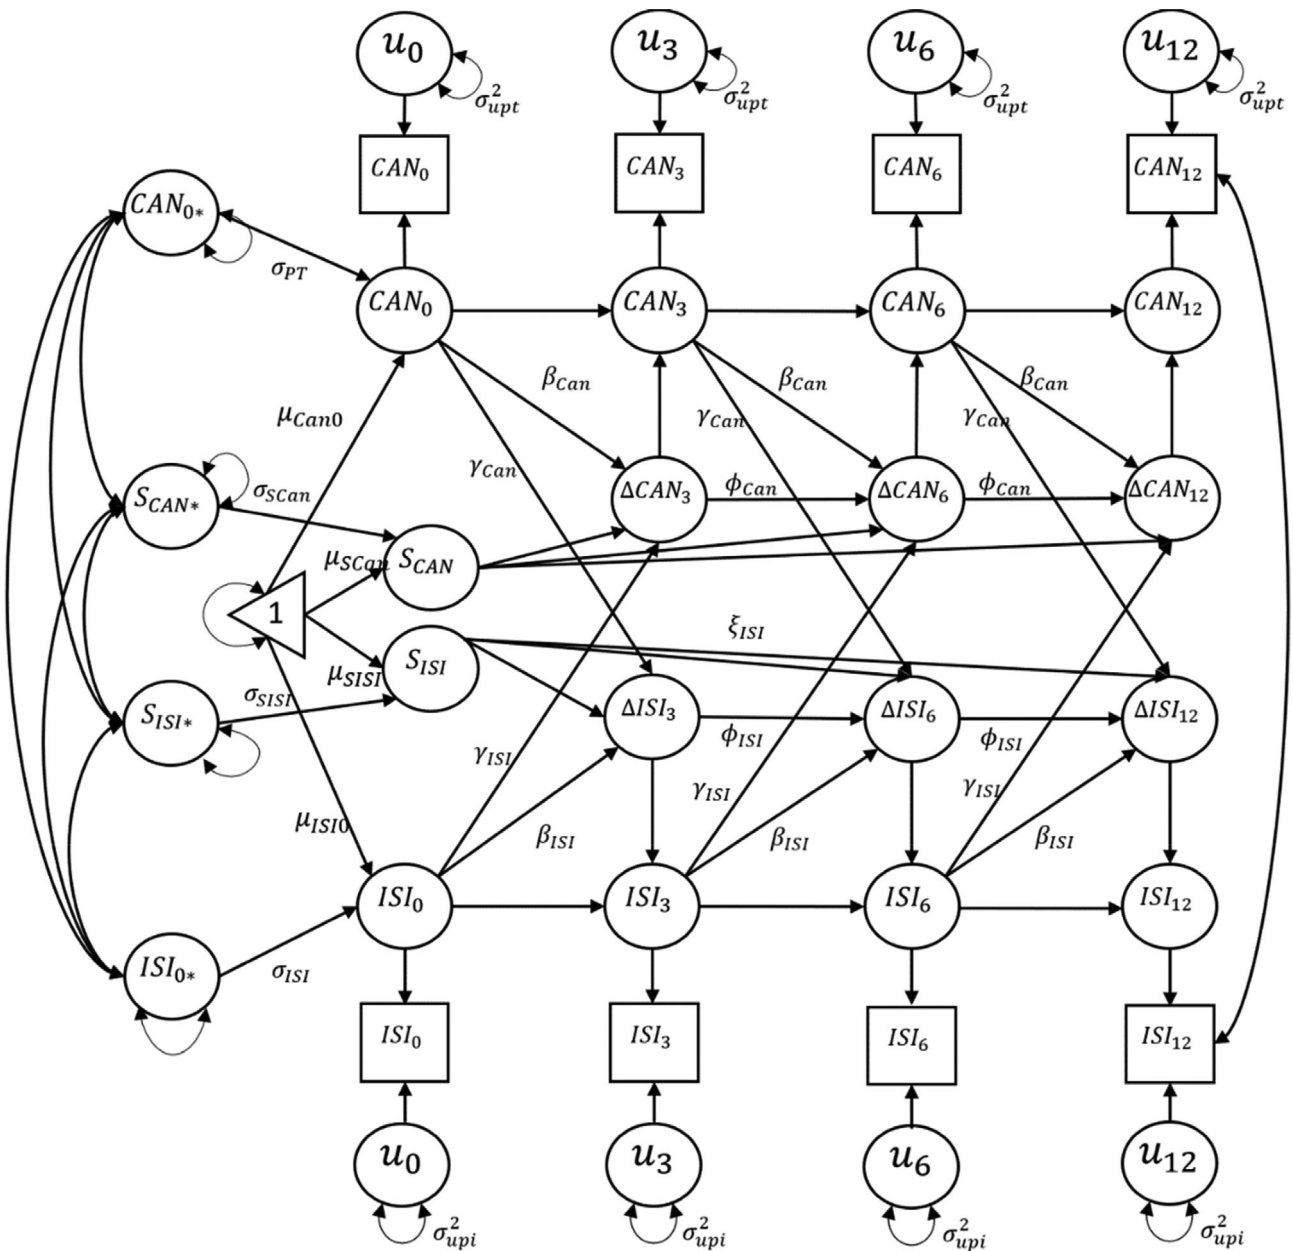 u₀ u₃ u₆ u₁₂
σ²upt σ²upt σ²upt σ²upt
CAN₀ CAN₃ CAN₆ CAN₁₂
CAN₀*
σPT
CAN₀ CAN₃ CAN₆ CAN₁₂
βCan βCan βCan
μCan0 γCan γCan
γCan
SCAN* σSCan ΔCAN₃ ϕCan ΔCAN₆ ϕCan ΔCAN₁₂
μSCan SCAN
1
ξISI
SISI
μSISI
SISI* σSISI ΔISI₃ ΔISI₆ ΔISI₁₂
ϕISI ϕISI
γISI γISI γISI
μISI0 βISI βISI βISI
ISI₀ ISI₃ ISI₆ ISI₁₂
ISI₀* σISI
ISI₀ ISI₃ ISI₆ ISI₁₂
u₀ u₃ u₆ u₁₂
σ²upi σ²upi σ²upi σ²upi